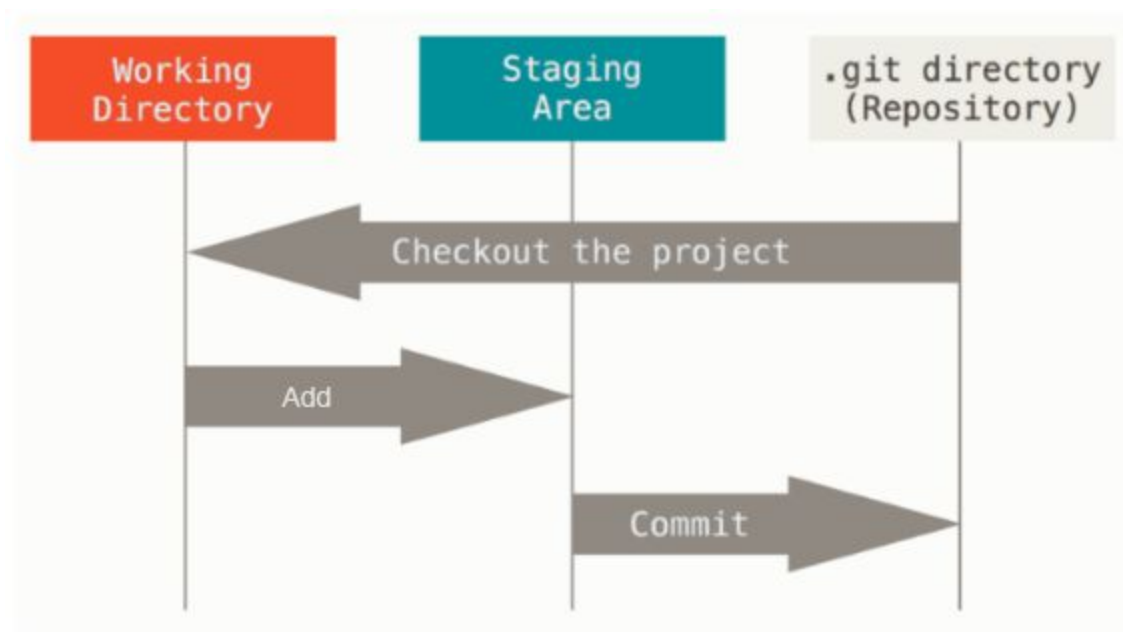 Working
Directory
Staging
Area
.git directory
(Repository)
Checkout the project
Add
Commit